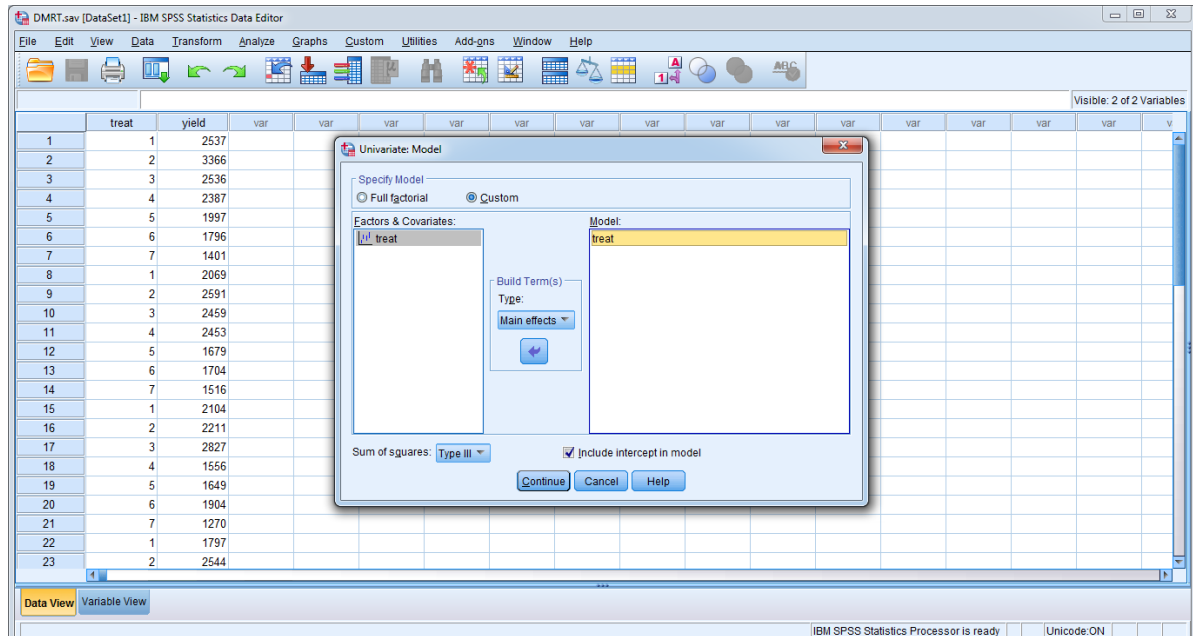 DMRT.sav [DataSet1] - IBM SPSS Statistics Data Editor
File Edit View Data Transform Analyze Graphs Custom Utilities Add-ons Window Help
Visible: 2 of 2 Variables
treat yield var var var var var var var var var var var var var var v
1 1 2537
2 2 3366
3 3 2536
4 4 2387
5 5 1997
6 6 1796
7 7 1401
8 1 2069
9 2 2591
10 3 2459
11 4 2453
12 5 1679
13 6 1704
14 7 1516
15 1 2104
16 2 2211
17 3 2827
18 4 1556
19 5 1649
20 6 1904
21 7 1270
22 1 1797
23 2 2544
Univariate: Model
Specify Model
Full factorial Custom
Factors & Covariates: Model:
treat treat
Build Term(s)
Type:
Main effects
Sum of squares: Type III Include intercept in model
Continue Cancel Help
Data View Variable View
IBM SPSS Statistics Processor is ready Unicode:ON